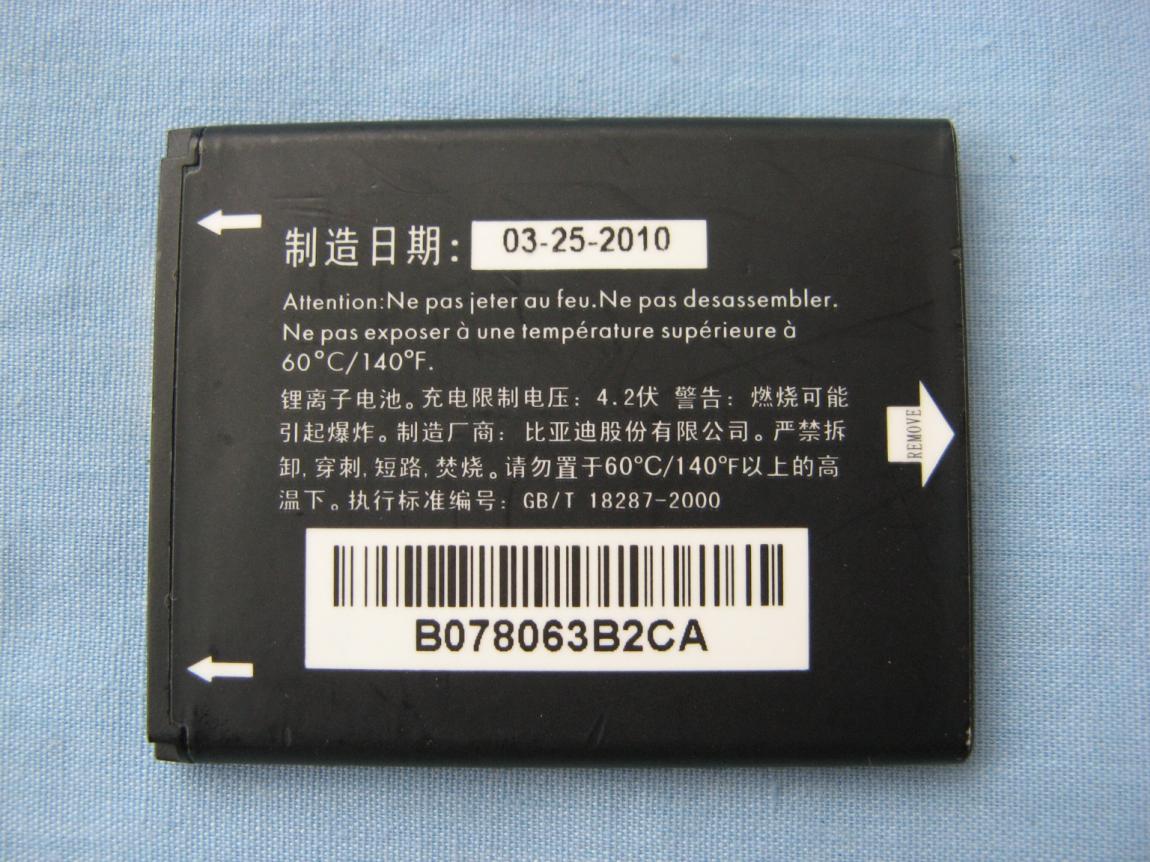 制造日期: 03-25-2010
Attention:Ne pas jeter au feu.Ne pas desassembler.
Ne pas exposer à une température supérieure à
60°C/140°F.
锂离子电池。充电限制电压：4.2伏 警告：燃烧可能
引起爆炸。制造厂商：比亚迪股份有限公司。严禁拆
卸,穿刺,短路,焚烧。请勿置于60°C/140°F以上的高
温下。执行标准编号：GB/T 18287-2000
REMOVE
B078063B2CA